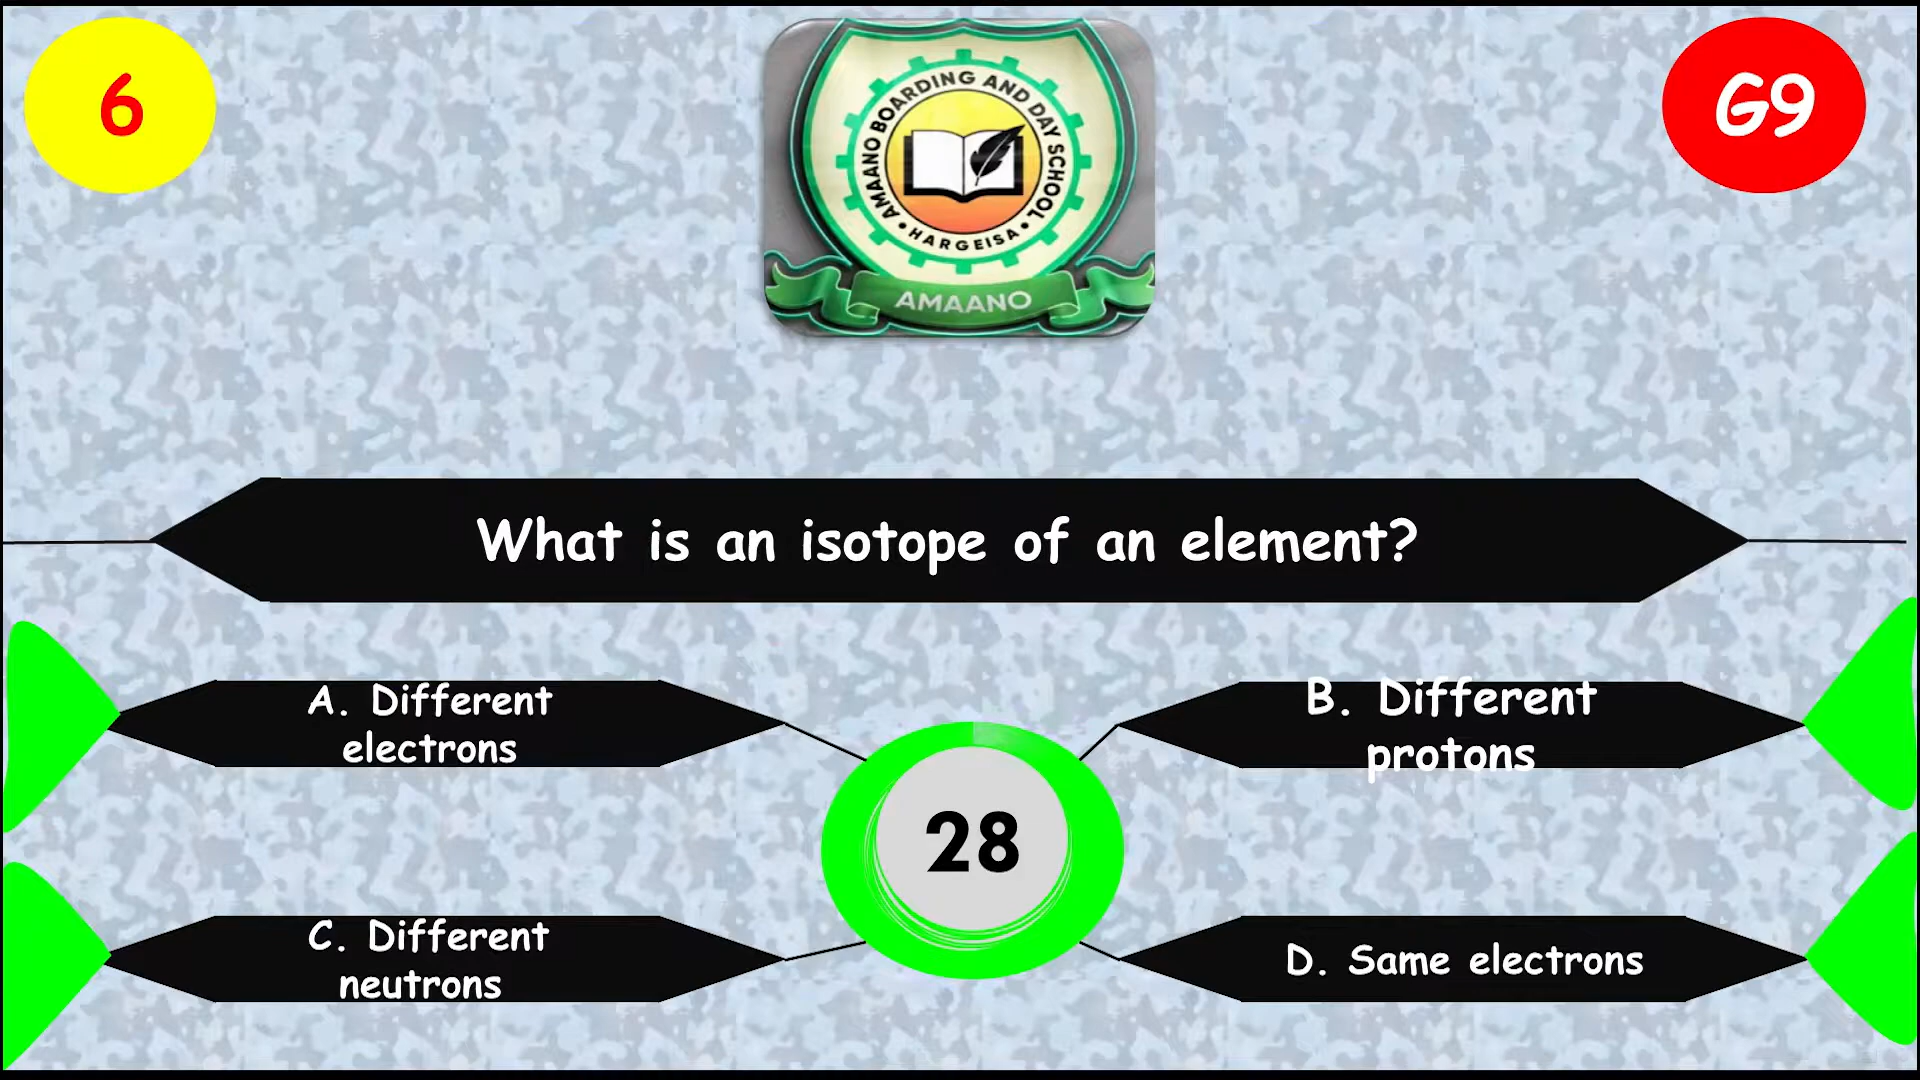 6
G9
AMAANO BOARDING AND DAY SCHOOL
• HARGEISA •
AMAANO
What is an isotope of an element?
A. Different
electrons
B. Different
protons
28
C. Different
neutrons
D. Same electrons